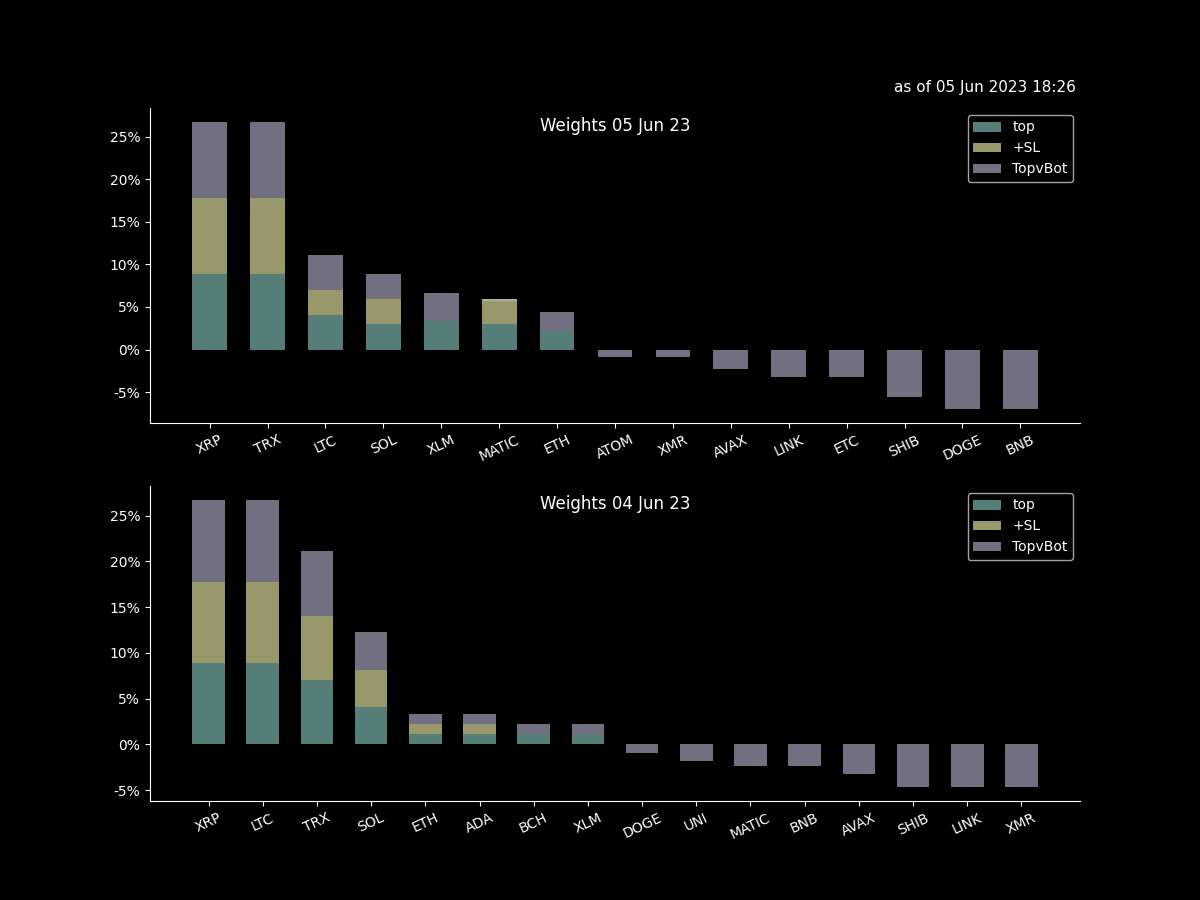 as of 05 Jun 2023 18:26
Weights 05 Jun 23
top
+SL
TopvBot
25%
20%
15%
10%
5%
0%
-5%
XRP TRX LTC SOL XLM MATIC ETH ATOM XMR AVAX LINK ETC SHIB DOGE BNB
Weights 04 Jun 23
top
+SL
TopvBot
25%
20%
15%
10%
5%
0%
-5%
XRP LTC TRX SOL ETH ADA BCH XLM DOGE UNI MATIC BNB AVAX SHIB LINK XMR